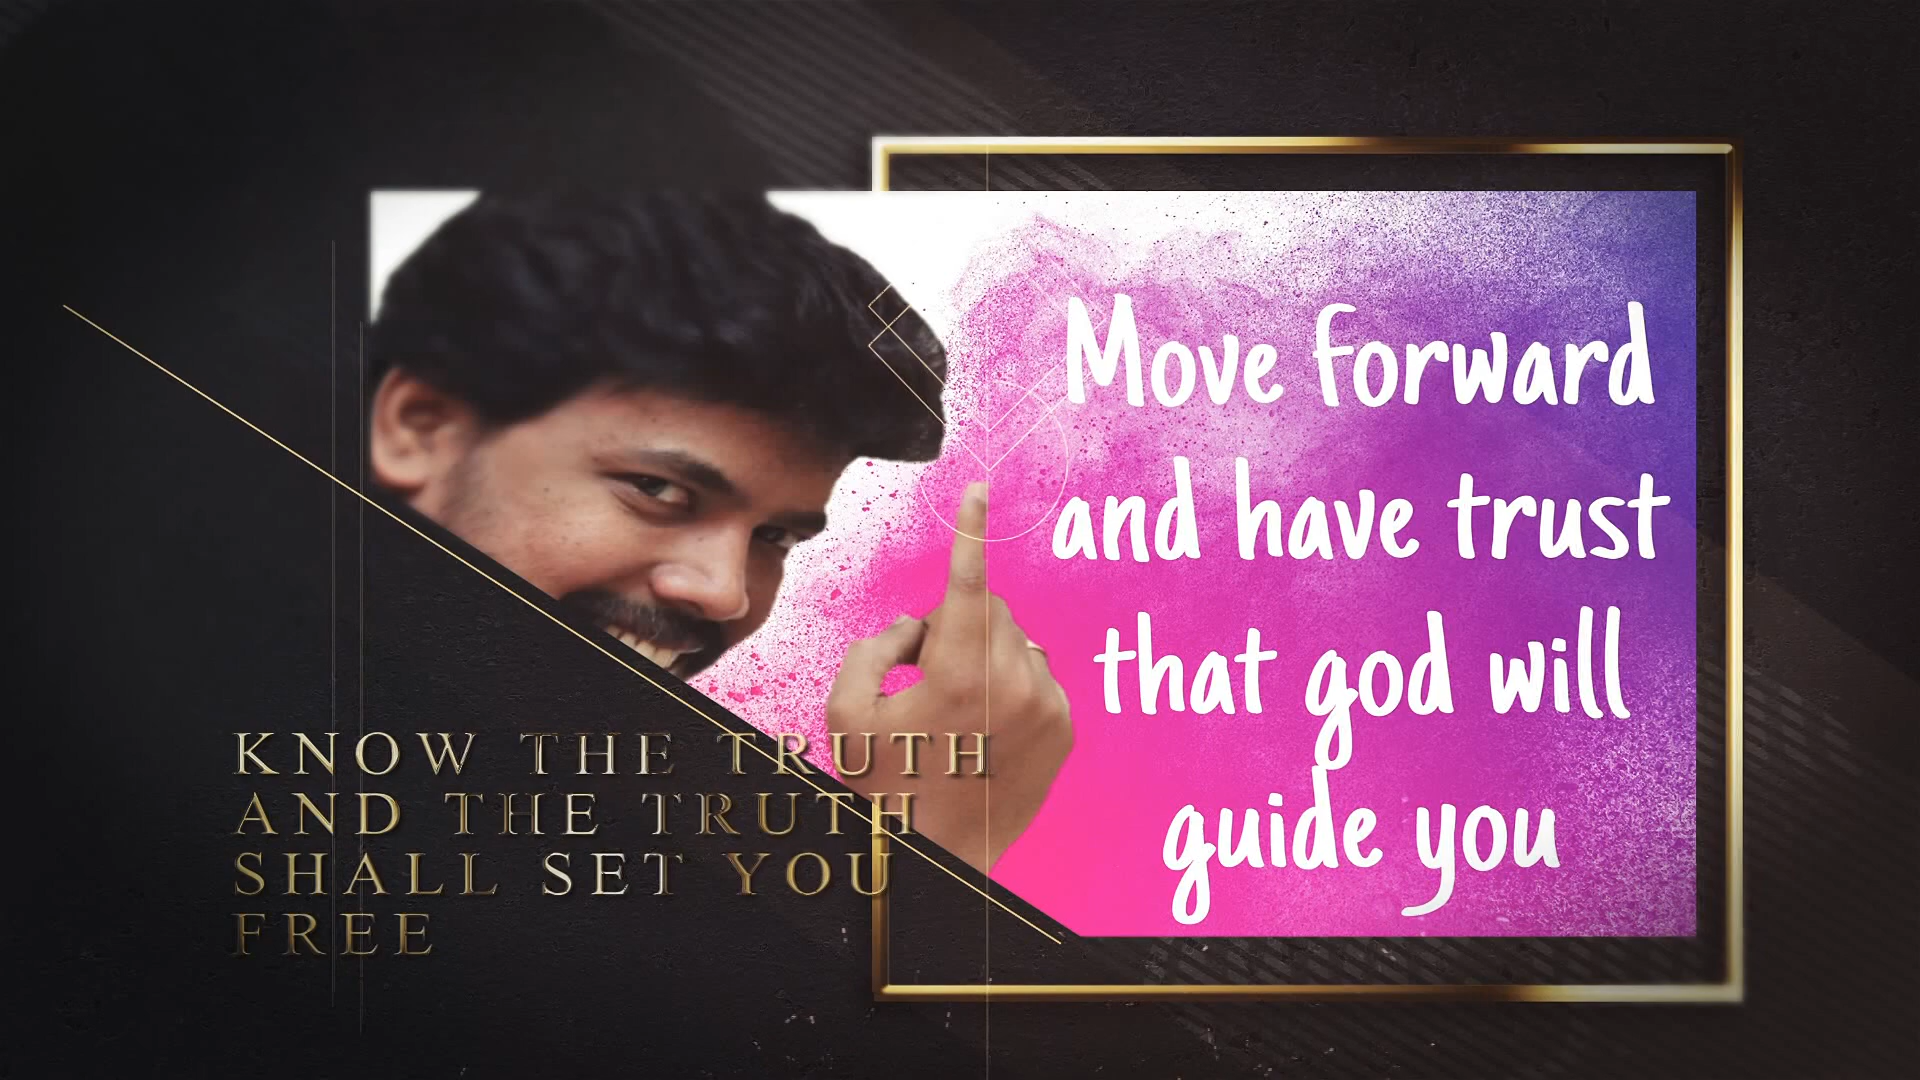 Move forward
and have trust
that god will
guide you
KNOW THE TRUTH
AND THE TRUTH
SHALL SET YOU
FREE